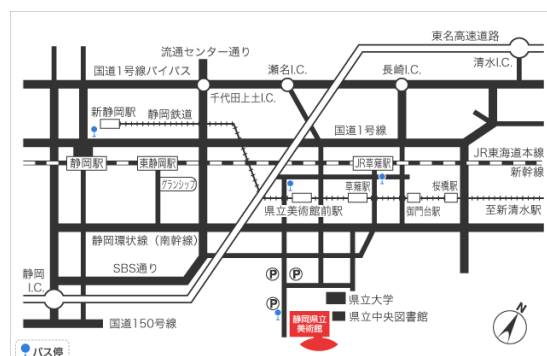 東名高速道路
流通センター通り
清水I.C.
国道1号線バイパス
瀬名I.C.
長崎I.C.
千代田上土I.C.
新静岡駅
静岡鉄道
国道1号線
JR東海道本線
静岡駅
東静岡駅
JR草薙駅
新幹線
グランシップ
草薙駅
桜橋駅
県立美術館前駅
御門台駅
至新清水駅
静岡環状線（南幹線）
SBS通り
静岡
I.C.
P
P
P
県立大学
静岡県立
美術館
県立中央図書館
国道150号線
N
バス停